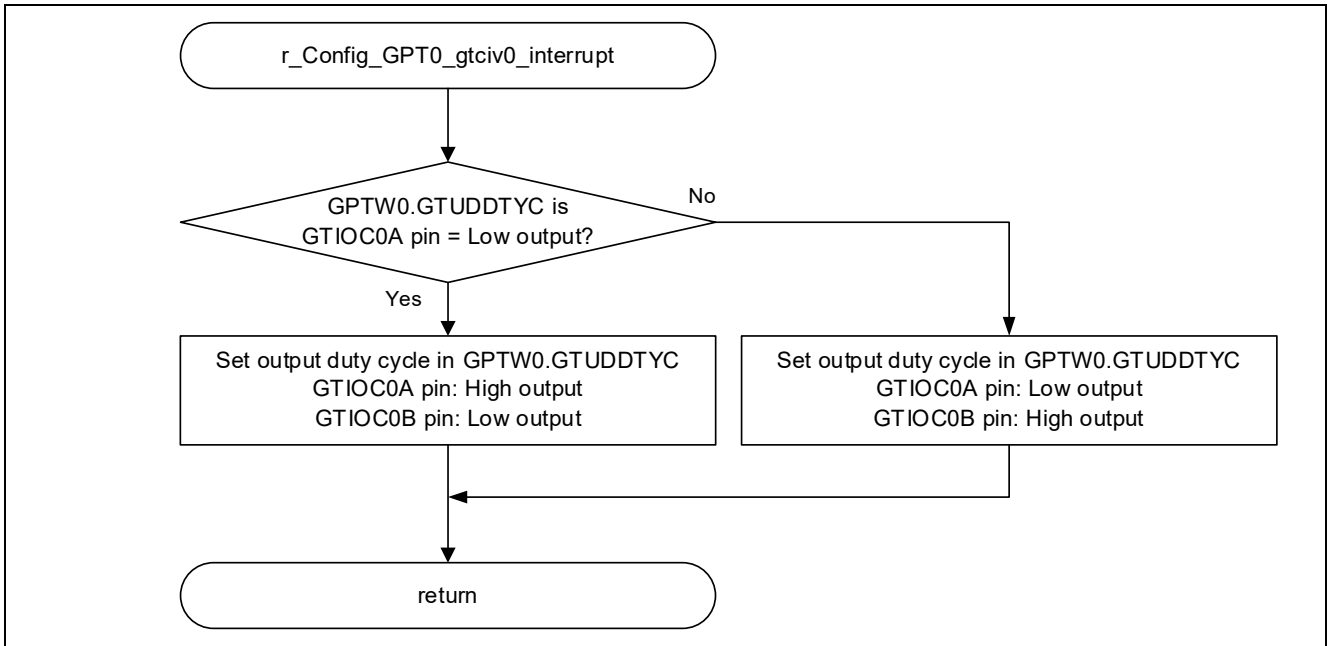 r_Config_GPT0_gtciv0_interrupt
GPTW0.GTUDDTYC is
GTIOC0A pin = Low output?
No
Yes
Set output duty cycle in GPTW0.GTUDDTYC
GTIOC0A pin: High output
GTIOC0B pin: Low output
Set output duty cycle in GPTW0.GTUDDTYC
GTIOC0A pin: Low output
GTIOC0B pin: High output
return